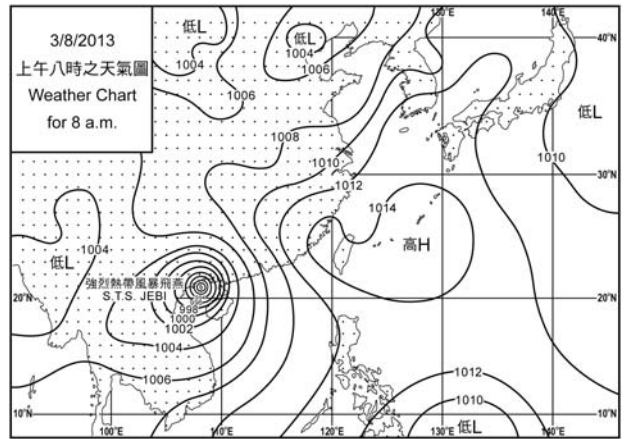 3/8/2013
上午八時之天氣圖
Weather Chart
for 8 a.m.
低L
1004
1006
低L
1004
1006
130°E
140°E
40°N
低L
1008
1010
1012
1010
30°N
1014
高H
1004
低L
強烈熱帶風暴飛燕
S.T.S. JEBI
20°N
20°N
998
1000
1002
1004
1006
1012
1010
低L
10°N
10°N
100°E
110°E
120°E
130°E
140°E